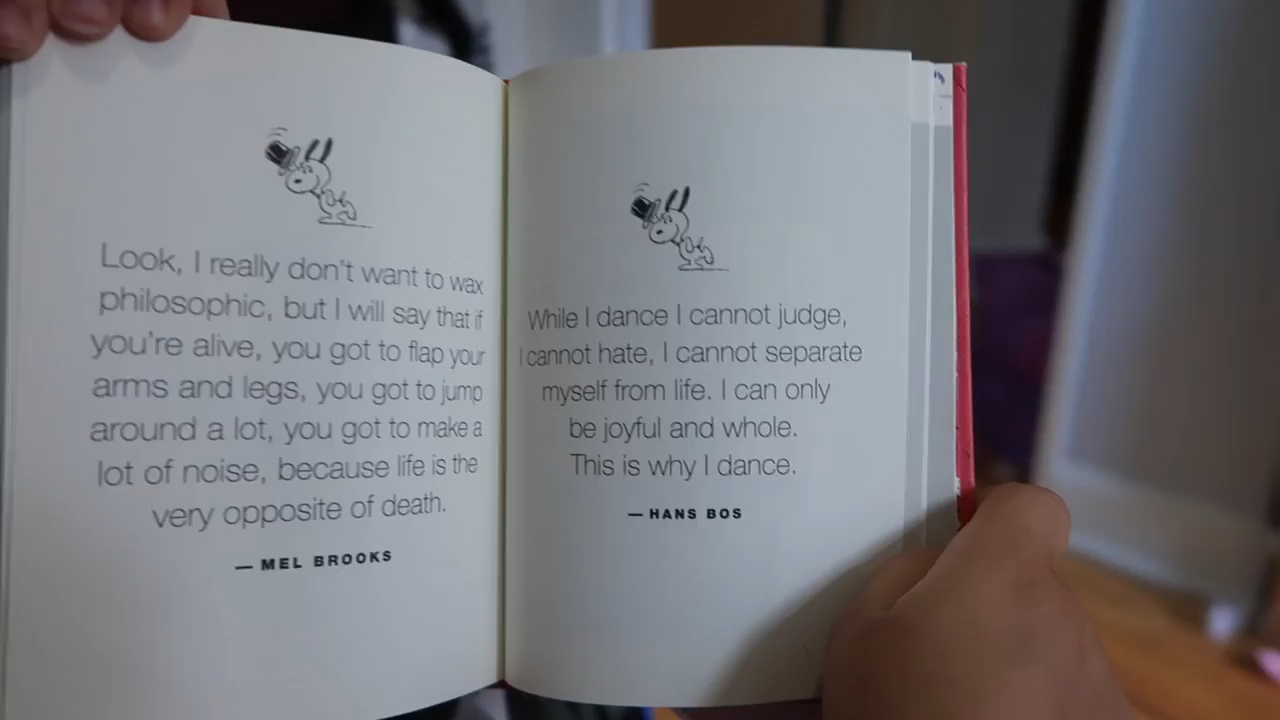 Look, I really don't want to wax
philosophic, but I will say that if
you're alive, you got to flap your
arms and legs, you got to jump
around a lot, you got to make a
lot of noise, because life is the
very opposite of death.
— MEL BROOKS
While I dance I cannot judge,
I cannot hate, I cannot separate
myself from life. I can only
be joyful and whole.
This is why I dance.
— HANS BOS